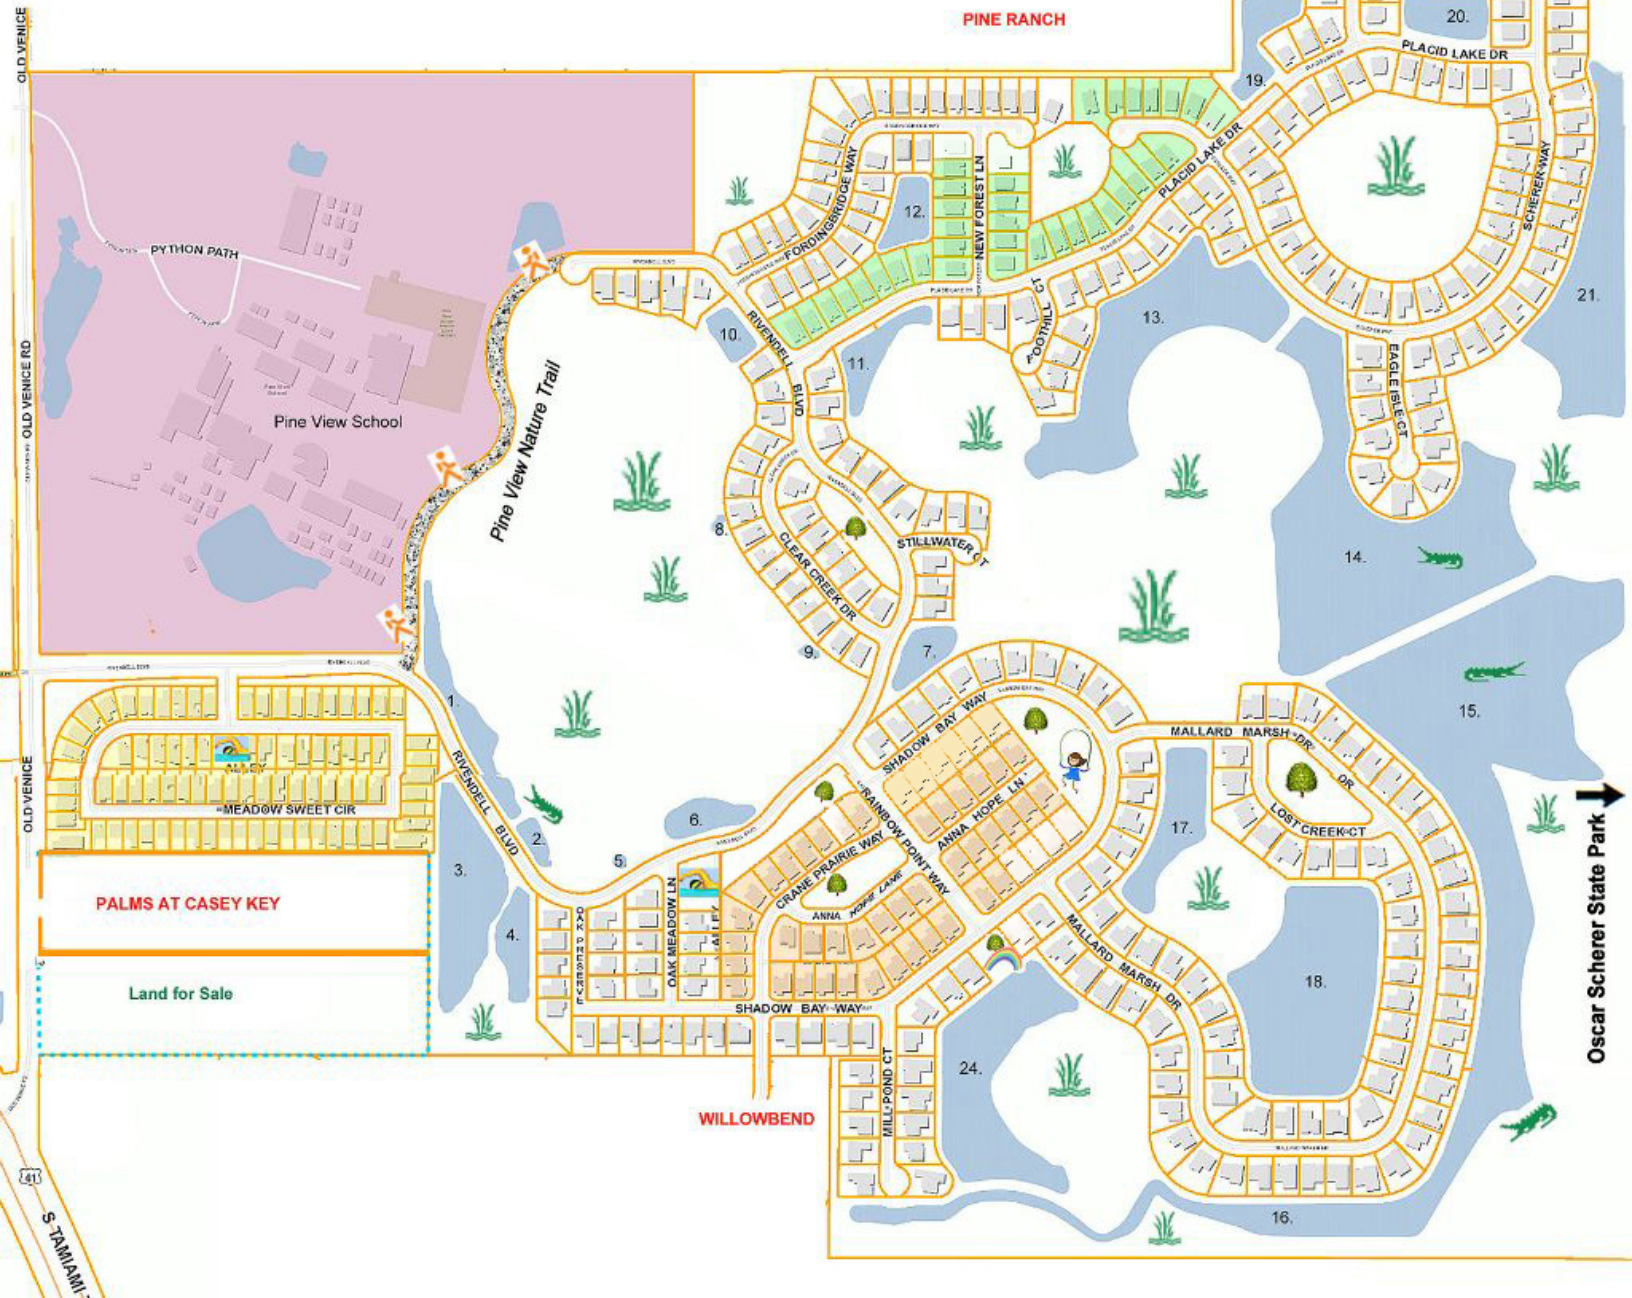 OLD VENICE
PINE RANCH
20.
PLACID LAKE DR
19.
PYTHON PATH
FORDINGBRIDGE WAY
12.
NEW FOREST LN
PLACID LAKE DR
SCHERER WAY
OLD VENICE RD
10.
RIVENDELL
BLVD
11.
FOOTHILL CT
13.
21.
EAGLE ISLE CT
Pine View School
Pine View Nature Trail
8.
CLEAR CREEK DR
STILLWATER CT
14.
9.
7.
1.
SHADOW BAY WAY
MALLARD MARSH DR
DR
15.
OLD VENICE
ALLEY
MEADOW SWEET CIR
RIVENDELL
BLVD
2.
3.
5.
6.
RAINBOW POINT WAY
ANNA HOPE LN
CRANE PRAIRIE WAY
17.
LOST CREEK CT
Oscar Scherer State Park
PALMS AT CASEY KEY
4.
OAK PRESERVE
OAK MEADOW LN
ALLEY
ANNA HOPE LANE
MALLARD MARSH DR
18.
Land for Sale
SHADOW BAY WAY
24.
MILL POND CT
WILLOWBEND
41
S TAMIAMI
16.